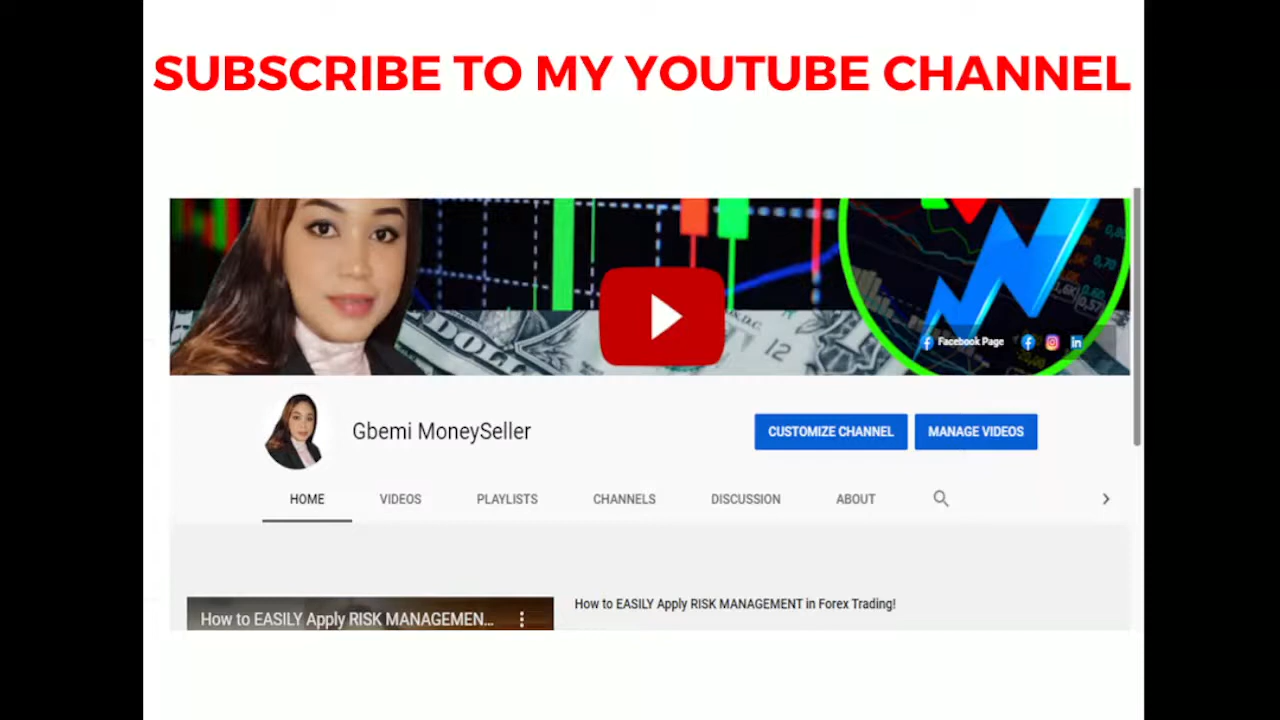 SUBSCRIBE TO MY YOUTUBE CHANNEL
Facebook Page
Gbemi MoneySeller
CUSTOMIZE CHANNEL
MANAGE VIDEOS
HOME VIDEOS PLAYLISTS CHANNELS DISCUSSION ABOUT
How to EASILY Apply RISK MANAGEMENT in Forex Trading!
How to EASILY Apply RISK MANAGEMEN...